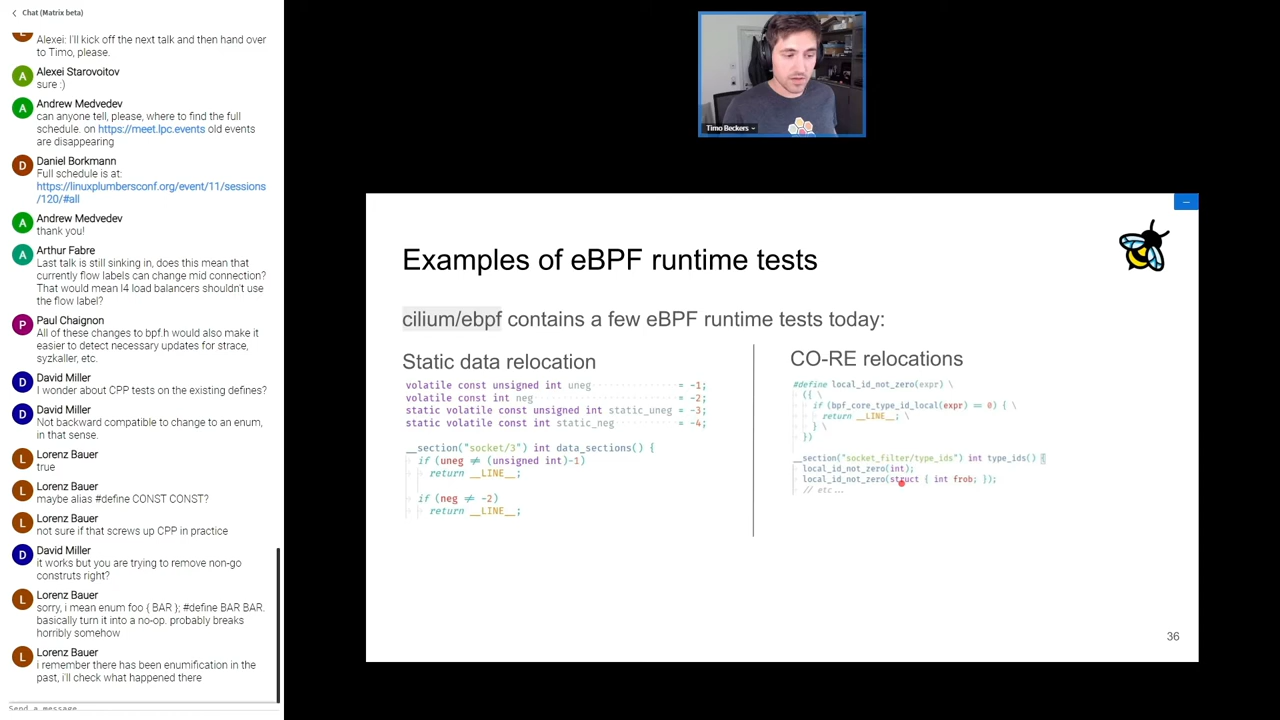 Chat (Matrix beta)
Alexei: I'll kick off the next talk and then hand over
to Timo, please.
A
Alexei Starovoitov
sure :)
A
Andrew Medvedev
can anyone tell, please, where to find the full
schedule. on https://meet.lpc.events old events
are disappearing
D
Daniel Borkmann
Full schedule is at:
https://linuxplumbersconf.org/event/11/sessions
/120/#all
A
Andrew Medvedev
thank you!
A
Arthur Fabre
Last talk is still sinking in, does this mean that
currently flow labels can change mid connection?
That would mean l4 load balancers shouldn't use
the flow label?
P
Paul Chaignon
All of these changes to bpf.h would also make it
easier to detect necessary updates for strace,
syzkaller, etc.
D
David Miller
I wonder about CPP tests on the existing defines?
D
David Miller
Not backward compatible to change to an enum,
in that sense.
L
Lorenz Bauer
true
L
Lorenz Bauer
maybe alias #define CONST CONST?
L
Lorenz Bauer
not sure if that screws up CPP in practice
D
David Miller
it works but you are trying to remove non-go
construts right?
L
Lorenz Bauer
sorry, i mean enum foo { BAR }; #define BAR BAR.
basically turn it into a no-op. probably breaks
horribly somehow
L
Lorenz Bauer
i remember there has been enumification in the
past, i'll check what happened there
Send a message
Timo Beckers
Examples of eBPF runtime tests
cilium/ebpf contains a few eBPF runtime tests today:
Static data relocation
volatile const unsigned int uneg = -1;
volatile const int neg = -2;
static volatile const unsigned int static_uneg = -3;
static volatile const int static_neg = -4;
__section("socket/3") int data_sections() {
if (uneg ≠ (unsigned int)-1)
return __LINE__;
if (neg ≠ -2)
return __LINE__;
CO-RE relocations
#define local_id_not_zero(expr) \
({ \
if (bpf_core_type_id_local(expr) == 0) { \
return __LINE__; \
} \
})
__section("socket_filter/type_ids") int type_ids() {
local_id_not_zero(int);
local_id_not_zero(struct { int frob; });
// etc...
36